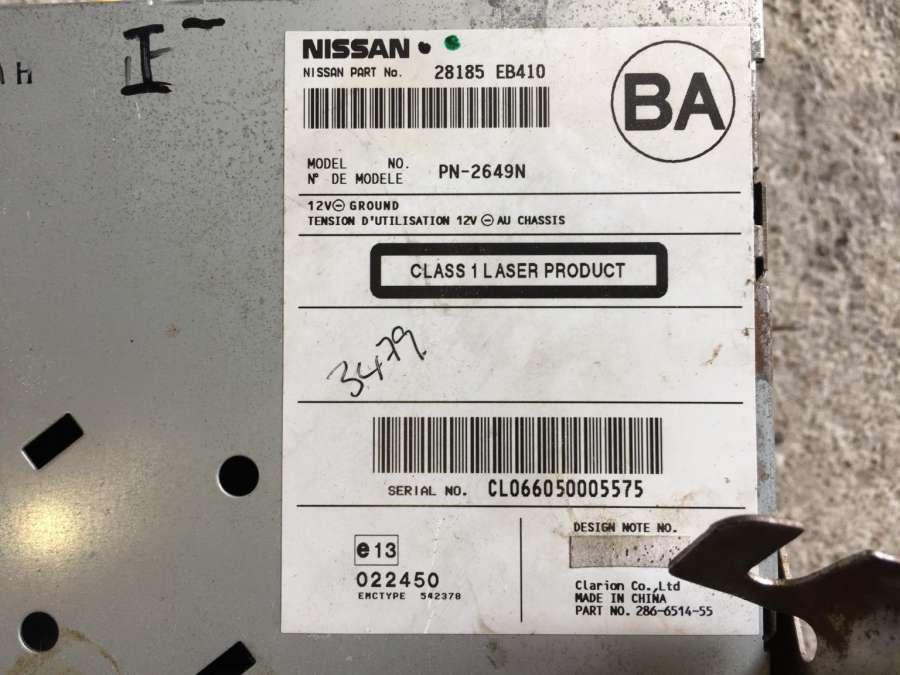 NISSAN
NISSAN PART No. 28185 EB410
BA
MODEL NO.
Nº DE MODELE
PN-2649N
12V⊖ GROUND
TENSION D'UTILISATION 12V ⊖ AU CHASSIS
CLASS 1 LASER PRODUCT
3479
SERIAL NO. CL066050005575
e13
022450
EMCTYPE 542378
DESIGN NOTE NO.
Clarion Co.,Ltd
MADE IN CHINA
PART NO. 286-6514-55